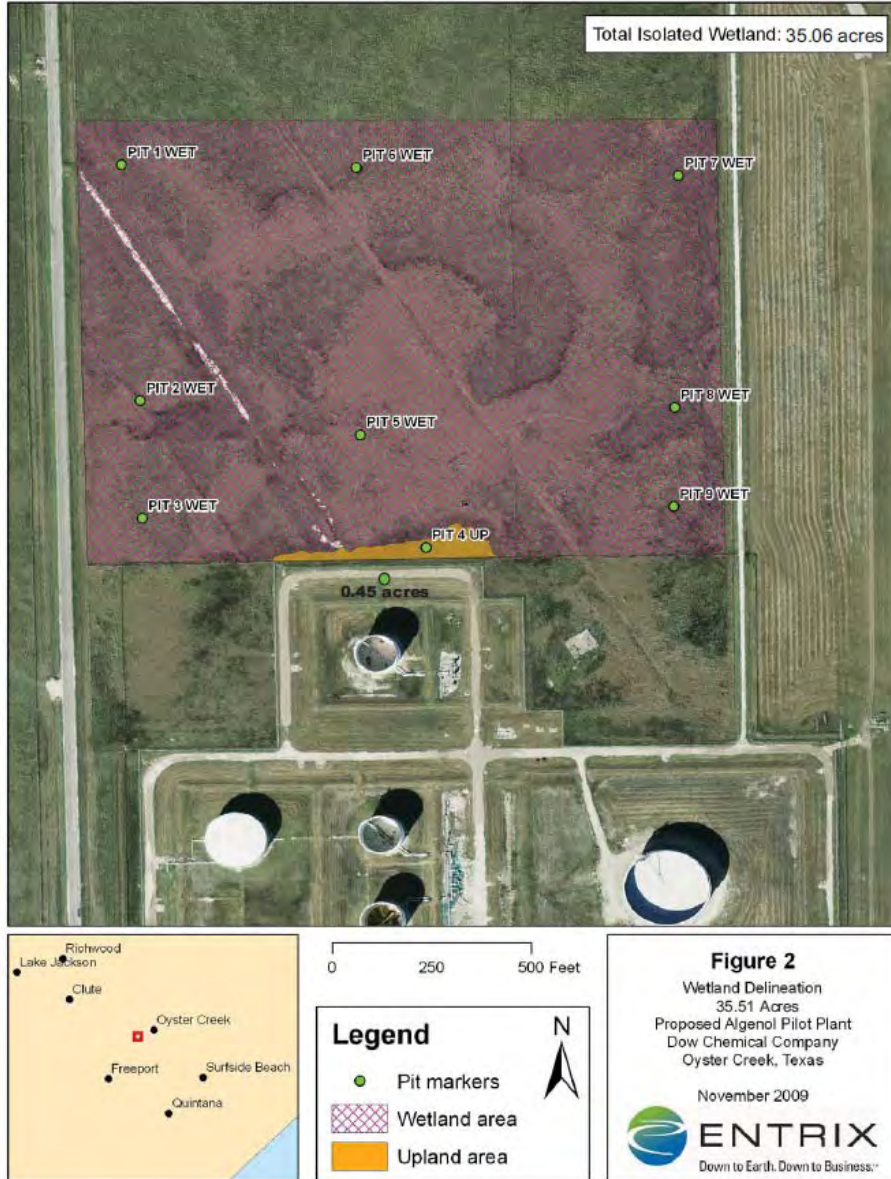 Total Isolated Wetland: 35.06 acres
PIT 1 WET
PIT 6 WET
PIT 7 WET
PIT 2 WET
PIT 8 WET
PIT 5 WET
PIT 3 WET
PIT 9 WET
PIT 4 UP
0.45 acres
Richwood
Lake Jackson
Clute
Oyster Creek
Freeport
Surfside Beach
Quintana
0 250 500 Feet
Legend
N
Pit markers
Wetland area
Upland area
Figure 2
Wetland Delineation
35.51 Acres
Proposed Algenol Pilot Plant
Dow Chemical Company
Oyster Creek, Texas
November 2009
ENTRIX
Down to Earth. Down to Business.™